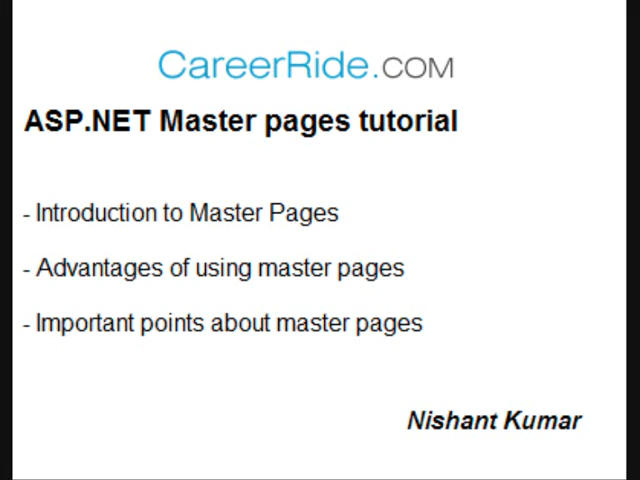 CareerRide.COM
ASP.NET Master pages tutorial
- Introduction to Master Pages
- Advantages of using master pages
- Important points about master pages
Nishant Kumar